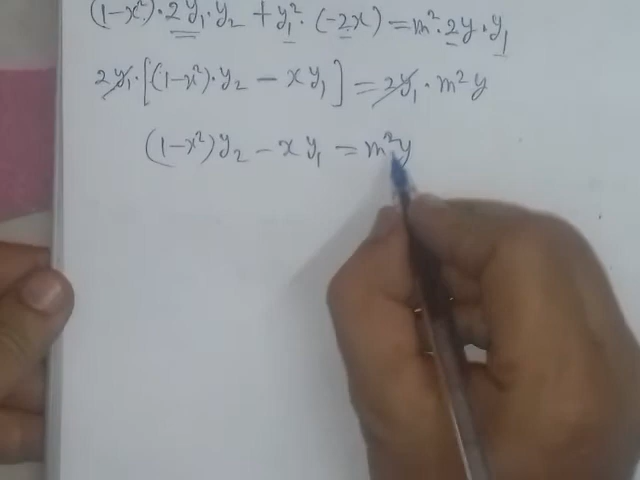 (1-x²)·2y₁·y₂ + y₁²·(-2x) = m²·2y·y₁
2y₁·[(1-x²)·y₂ - xy₁] = 2y₁·m²y
(1-x²)y₂ - xy₁ = m²y